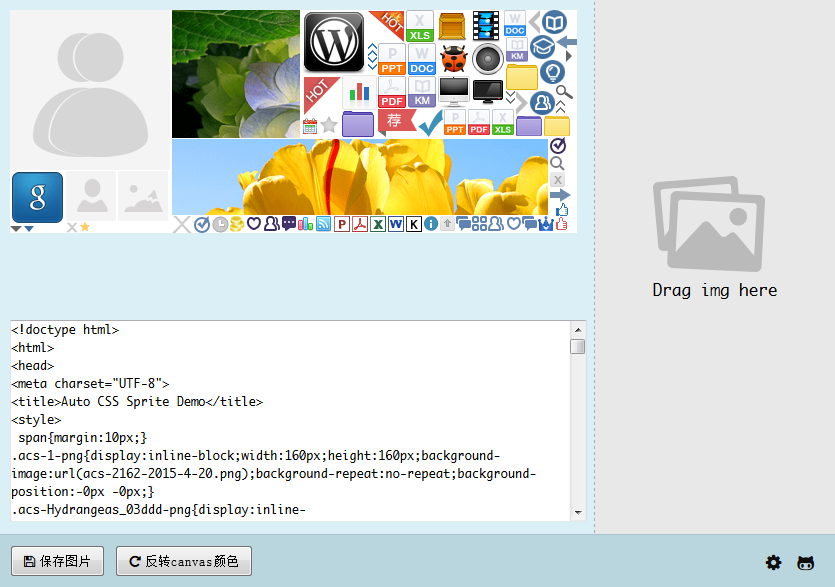 HOT
X
XLS
W
DOC
P
PPT
W
DOC
KM
HOT
PDF
KM
荐
P
PPT
PDF
X
XLS
g
P
X
W
K
i
Drag img here
<!doctype html>
<html>
<head>
<meta charset="UTF-8">
<title>Auto CSS Sprite Demo</title>
<style>
span{margin:10px;}
.acs-1-png{display:inline-block;width:160px;height:160px;background-
image:url(acs-2162-2015-4-20.png);background-repeat:no-repeat;background-
position:-0px -0px;}
.acs-Hydrangeas_03ddd-png{display:inline-
保存图片
反转canvas颜色